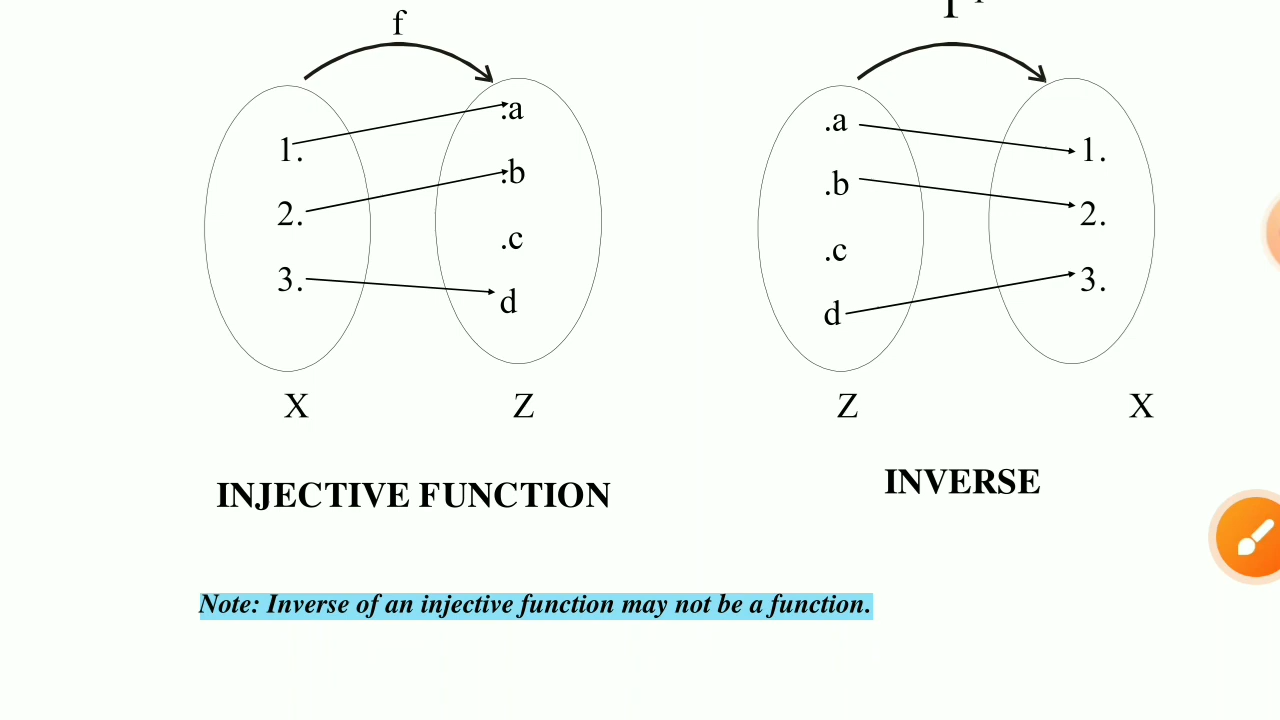 f
1.
2.
3.
.a
.b
.c
d
X
Z
INJECTIVE FUNCTION
.a
.b
.c
d
1.
2.
3.
Z
X
INVERSE
Note: Inverse of an injective function may not be a function.